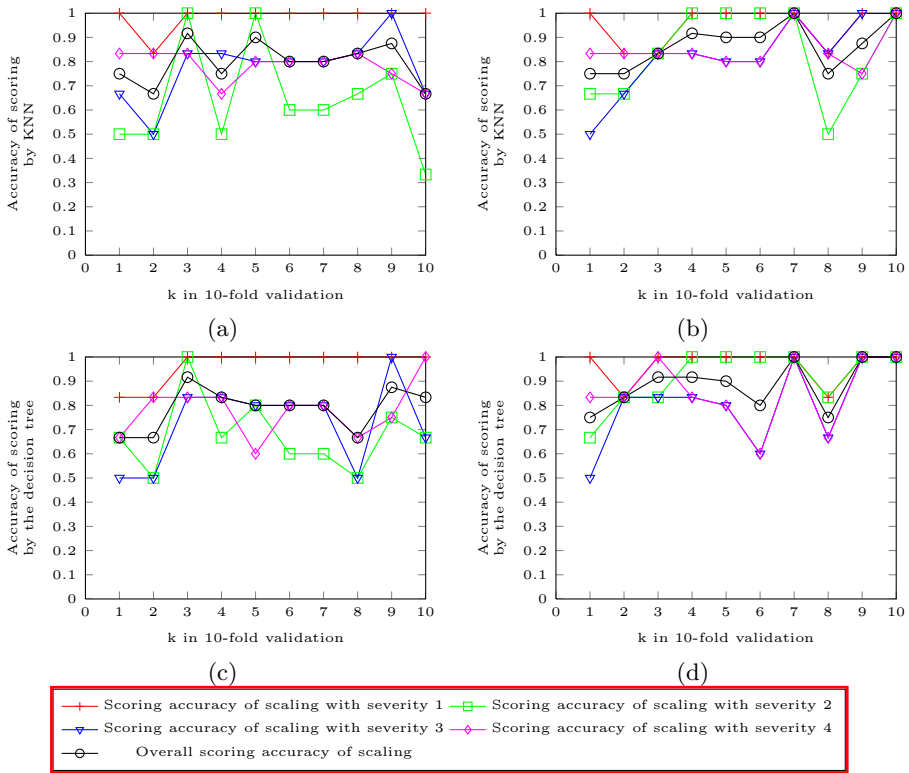 1
0.9
0.8
0.7
0.6
0.5
0.4
0.3
0.2
0.1
0
0 1 2 3 4 5 6 7 8 9 10
Accuracy of scoring
by KNN
k in 10-fold validation
(a)
1
0.9
0.8
0.7
0.6
0.5
0.4
0.3
0.2
0.1
0
0 1 2 3 4 5 6 7 8 9 10
Accuracy of scoring
by KNN
k in 10-fold validation
(b)
1
0.9
0.8
0.7
0.6
0.5
0.4
0.3
0.2
0.1
0
0 1 2 3 4 5 6 7 8 9 10
Accuracy of scoring
by the decision tree
k in 10-fold validation
(c)
1
0.9
0.8
0.7
0.6
0.5
0.4
0.3
0.2
0.1
0
0 1 2 3 4 5 6 7 8 9 10
Accuracy of scoring
by the decision tree
k in 10-fold validation
(d)
Scoring accuracy of scaling with severity 1
Scoring accuracy of scaling with severity 2
Scoring accuracy of scaling with severity 3
Scoring accuracy of scaling with severity 4
Overall scoring accuracy of scaling